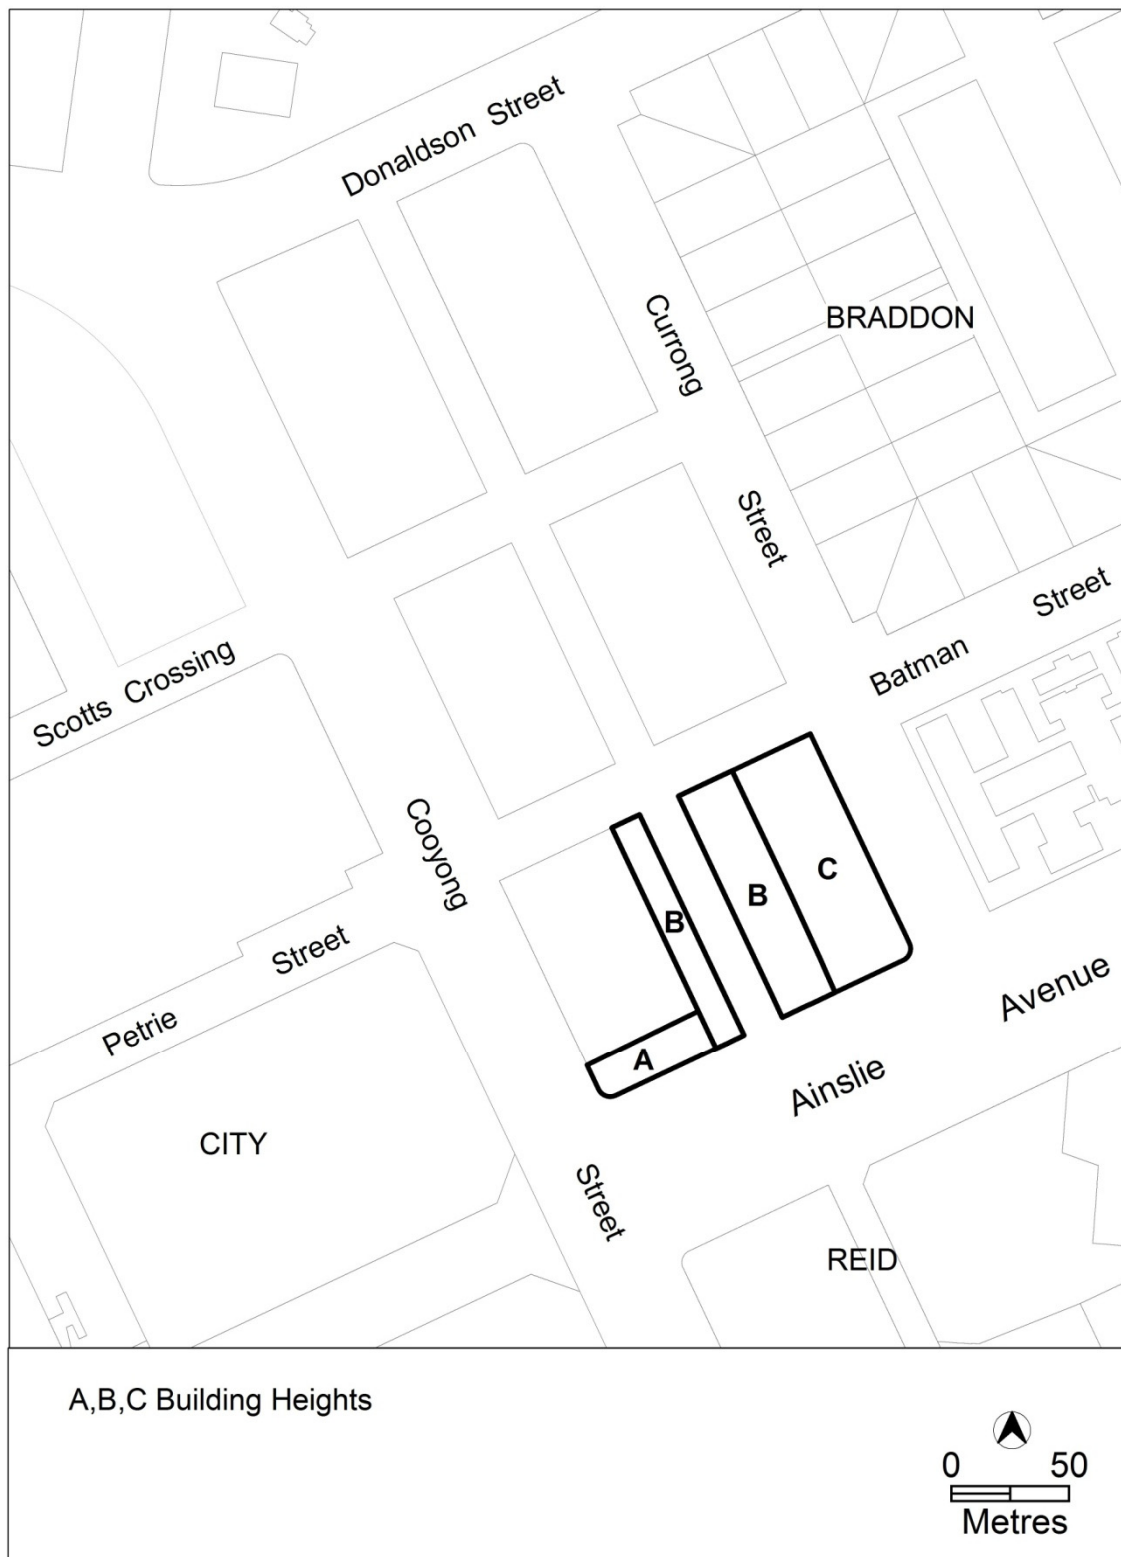 Donaldson Street
Currong
Street
BRADDON
Batman Street
Scotts Crossing
Cooyong
Street
Petrie Street
A
B
B
C
Ainslie Avenue
CITY
REID
A,B,C Building Heights
0 50
Metres